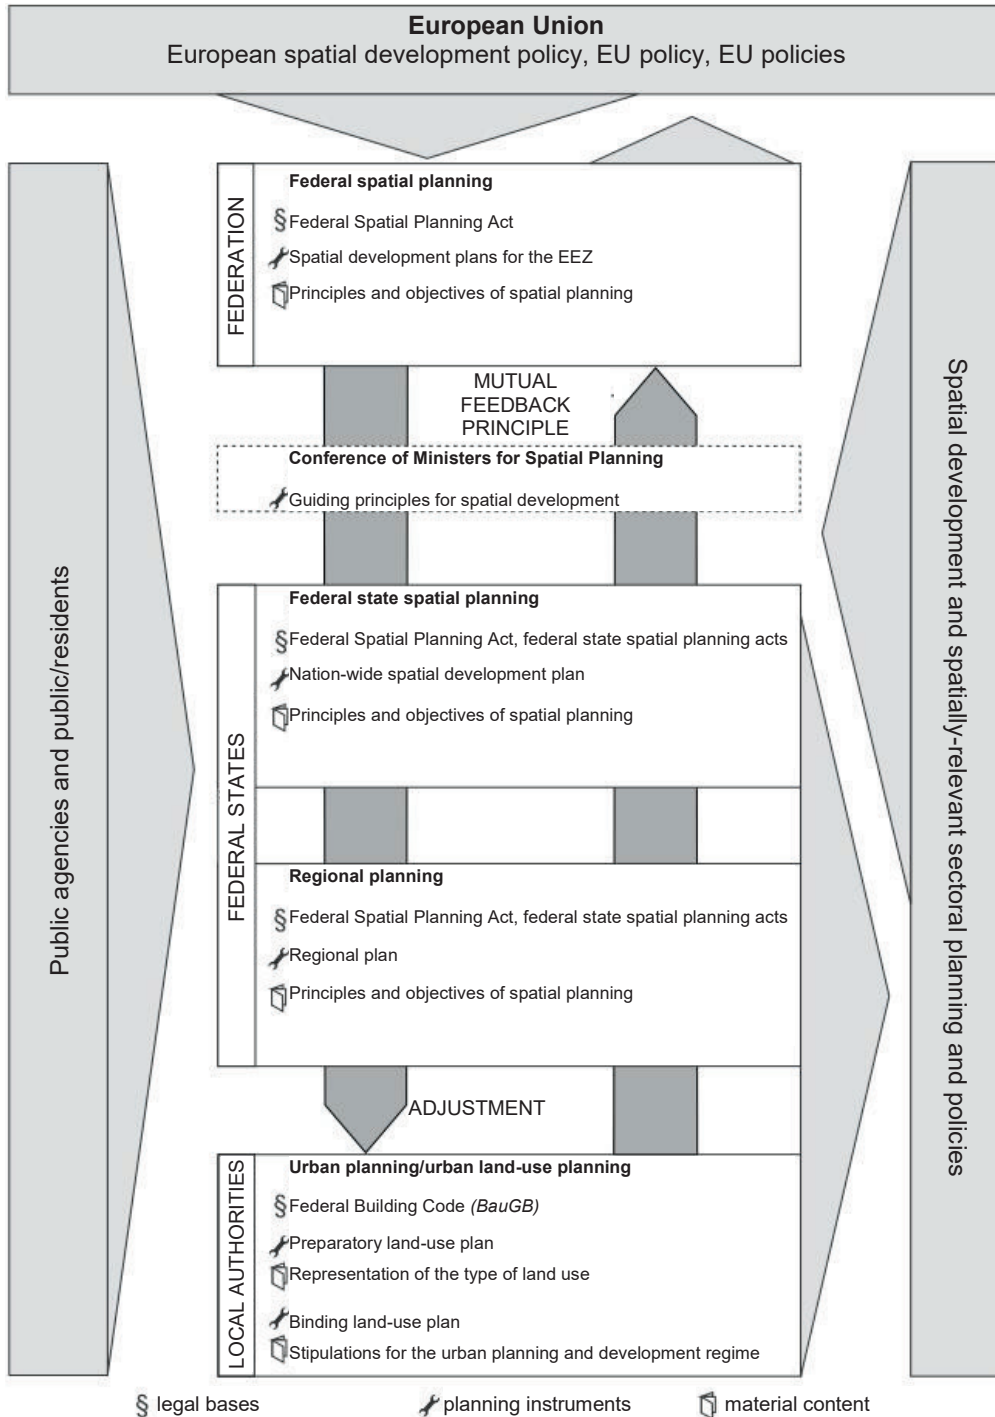 European Union
European spatial development policy, EU policy, EU policies
Public agencies and public/residents
FEDERATION
Federal spatial planning
§ Federal Spatial Planning Act
Spatial development plans for the EEZ
Principles and objectives of spatial planning
MUTUAL
FEEDBACK
PRINCIPLE
Conference of Ministers for Spatial Planning
Guiding principles for spatial development
FEDERAL STATES
Federal state spatial planning
§ Federal Spatial Planning Act, federal state spatial planning acts
Nation-wide spatial development plan
Principles and objectives of spatial planning
Regional planning
§ Federal Spatial Planning Act, federal state spatial planning acts
Regional plan
Principles and objectives of spatial planning
ADJUSTMENT
LOCAL AUTHORITIES
Urban planning/urban land-use planning
§ Federal Building Code (BauGB)
Preparatory land-use plan
Representation of the type of land use
Binding land-use plan
Stipulations for the urban planning and development regime
Spatial development and spatially-relevant sectoral planning and policies
§ legal bases
planning instruments
material content